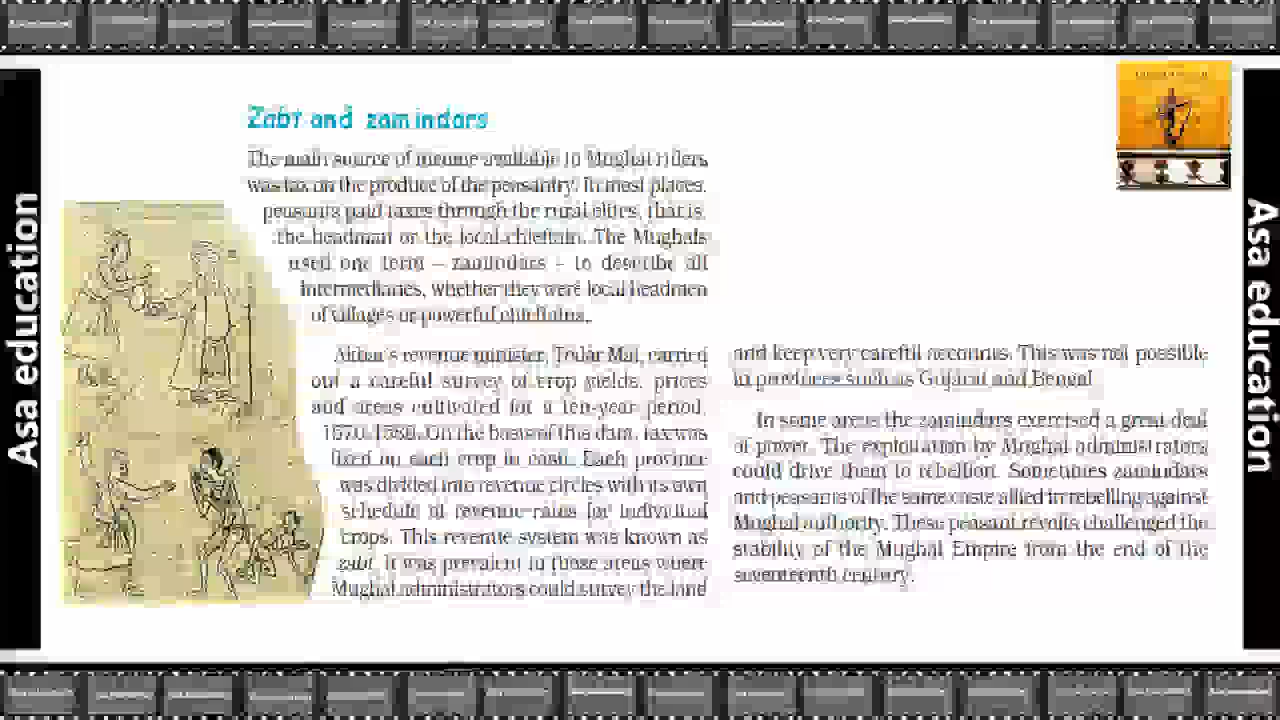 Zabt and zamindars
The main source of income available to Mughal rulers
was tax on the produce of the peasantry. In most places,
peasants paid taxes through the rural elites, that is,
the headman or the local chieftain. The Mughals
used one term – zamindars – to describe all
intermediaries, whether they were local headmen
of villages or powerful chieftains.
Akbar's revenue minister, Todar Mal, carried
out a careful survey of crop yields, prices
and areas cultivated for a ten-year period,
1570-1580. On the basis of this data, tax was
fixed on each crop in cash. Each province
was divided into revenue circles with its own
schedule of revenue rates for individual
crops. This revenue system was known as
zabt. It was prevalent in those areas where
Mughal administrators could survey the land
and keep very careful accounts. This was not possible
in provinces such as Gujarat and Bengal.
In some areas the zamindars exercised a great deal
of power. The exploitation by Mughal administrators
could drive them to rebellion. Sometimes zamindars
and peasants of the same caste allied in rebelling against
Mughal authority. These peasant revolts challenged the
stability of the Mughal Empire from the end of the
seventeenth century.
Asa education
Asa education